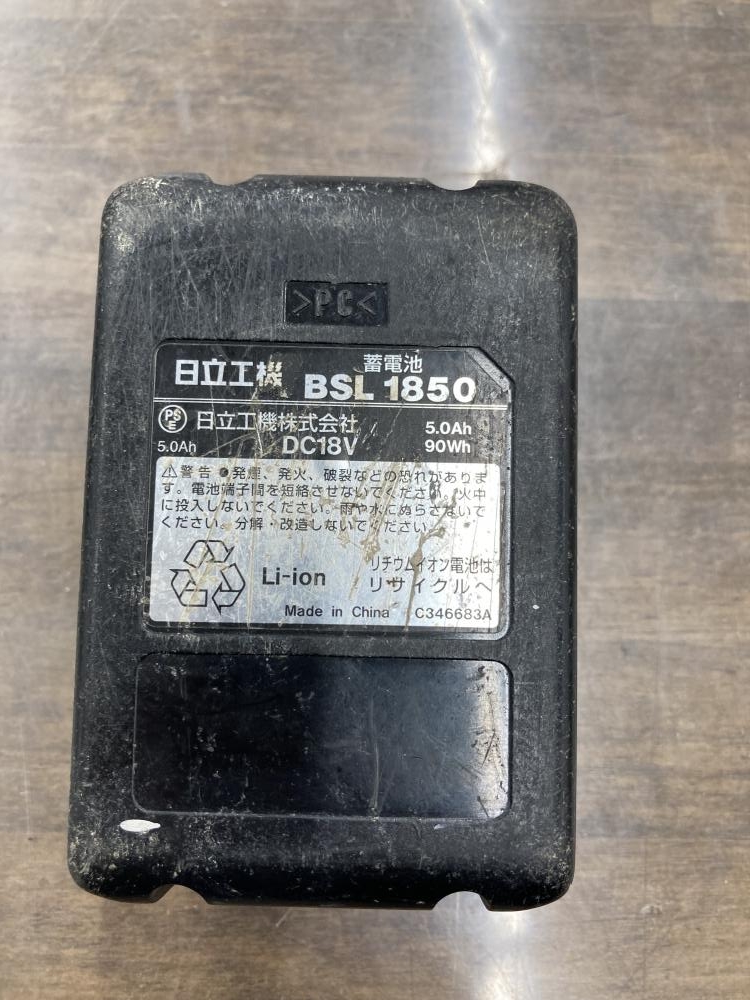 >PC<
蓄電池
日立工機 BSL 1850
PSE 日立工機株式会社 5.0Ah
5.0Ah DC18V 90Wh
⚠警告 ●発煙、発火、破裂などの恐れがありま
す。電池端子間を短絡させないでください。火中
に投入しないでください。雨や水にぬらさないで
ください。分解・改造しないでください。
Li-ion
リチウムイオン電池は
リサイクルへ
Made in China C346683A